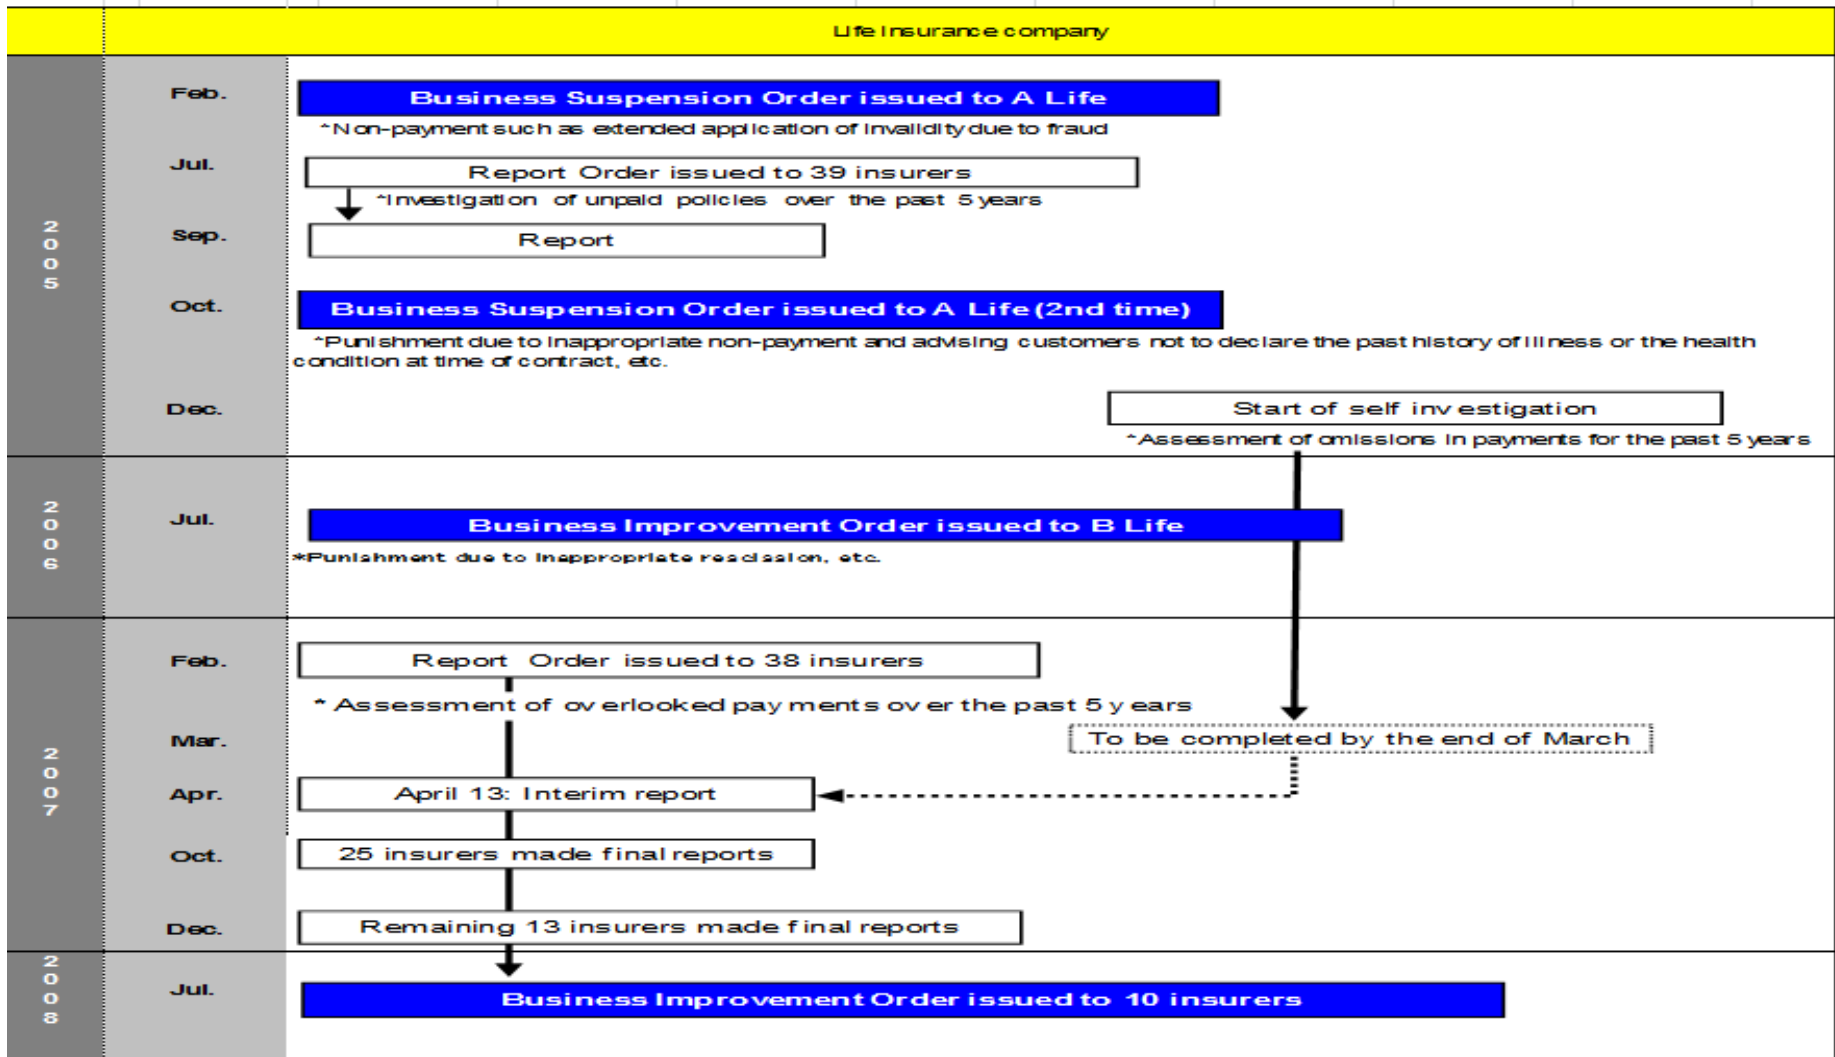 Life Insurance company
2005
Feb.
Business Suspension Order issued to A Life
*Non-payment such as extended application of invalidity due to fraud
Jul.
Report Order issued to 39 insurers
*Investigation of unpaid policies over the past 5 years
Sep.
Report
Oct.
Business Suspension Order issued to A Life (2nd time)
*Punishment due to inappropriate non-payment and advising customers not to declare the past history of illness or the health
condition at time of contract, etc.
Dec.
Start of self investigation
*Assessment of omissions in payments for the past 5 years
2006
Jul.
Business Improvement Order issued to B Life
*Punishment due to inappropriate rescission, etc.
2007
Feb.
Report Order issued to 38 insurers
* Assessment of overlooked payments over the past 5 years
Mar.
To be completed by the end of March
Apr.
April 13: Interim report
Oct.
25 insurers made final reports
Dec.
Remaining 13 insurers made final reports
2008
Jul.
Business Improvement Order issued to 10 insurers